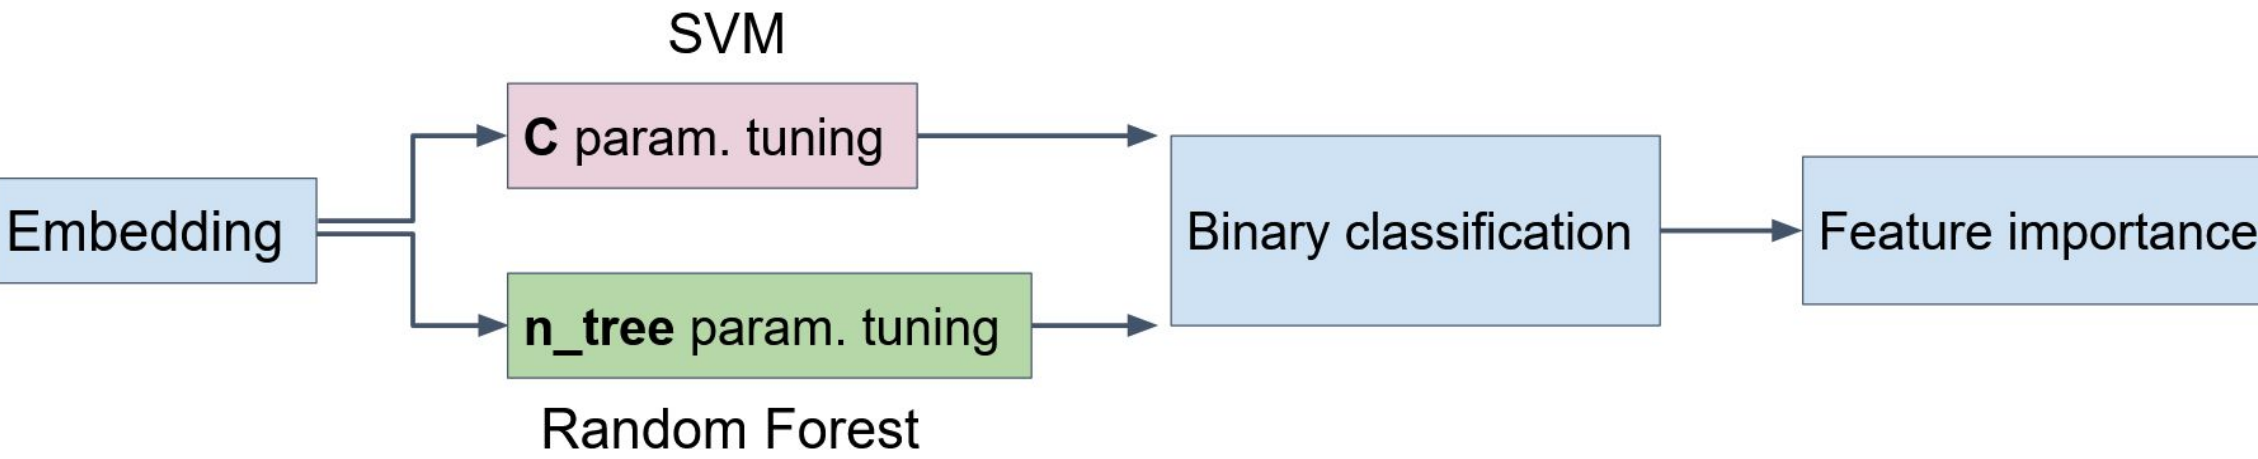 SVM
C param. tuning
Embedding
Binary classification
Feature importance
n_tree param. tuning
Random Forest